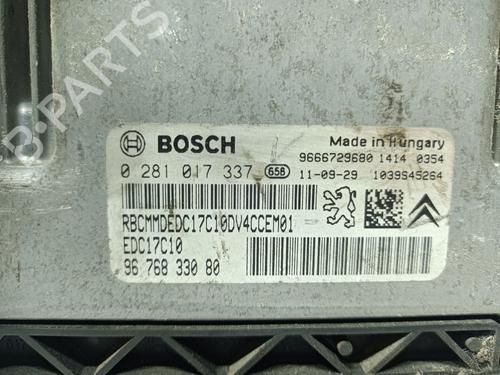 BOSCH
Made in Hungary
9666729680 1414 0354
0 281 017 337 658 11-09-29 1039S45264
RBCMMDEDC17C10DV4CCEM01
EDC17C10
96 768 330 80
B-PARTS